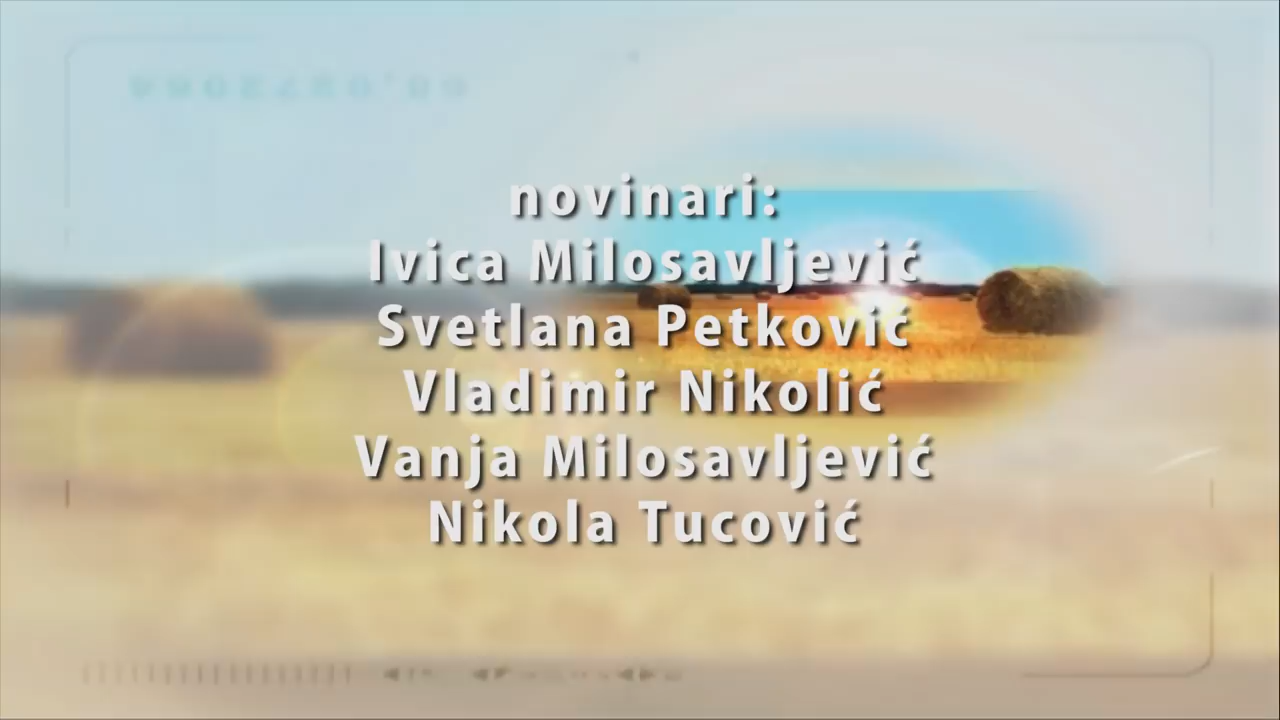 novinari:
Ivica Milosavljević
Svetlana Petković
Vladimir Nikolić
Vanja Milosavljević
Nikola Tucović